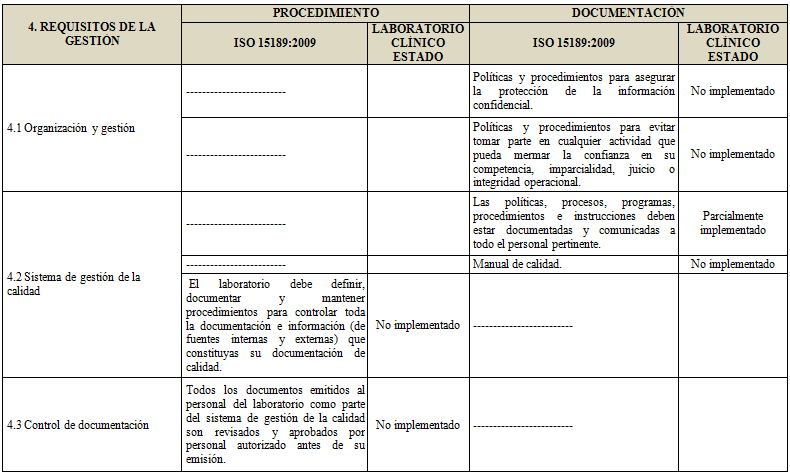 4. REQUISITOS DE LA
GESTIÓN
PROCEDIMIENTO
DOCUMENTACIÓN
ISO 15189:2009
LABORATORIO
CLÍNICO
ESTADO
ISO 15189:2009
LABORATORIO
CLÍNICO
ESTADO
4.1 Organización y gestión
-------------------------
Políticas y procedimientos para asegurar
la protección de la información
confidencial.
No implementado
-------------------------
Políticas y procedimientos para evitar
tomar parte en cualquier actividad que
pueda mermar la confianza en su
competencia, imparcialidad, juicio o
integridad operacional.
No implementado
4.2 Sistema de gestión de la
calidad
-------------------------
Las políticas, procesos, programas,
procedimientos e instrucciones deben
estar documentadas y comunicadas a
todo el personal pertinente.
Parcialmente
implementado
-------------------------
Manual de calidad.
No implementado
El laboratorio debe definir,
documentar y mantener
procedimientos para controlar toda
la documentación e información (de
fuentes internas y externas) que
constituyas su documentación de
calidad.
No implementado
-------------------------
4.3 Control de documentación
Todos los documentos emitidos al
personal del laboratorio como parte
del sistema de gestión de la calidad
son revisados y aprobados por
personal autorizado antes de su
emisión.
No implementado
-------------------------